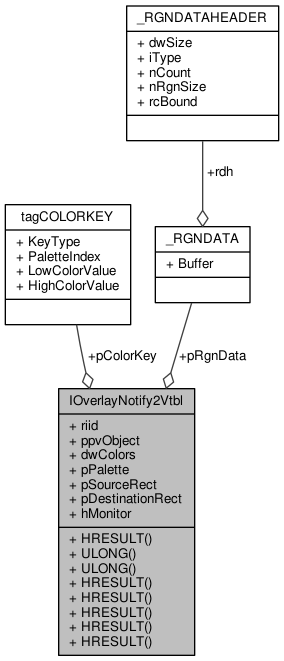 _RGNDATAHEADER
+ dwSize
+ iType
+ nCount
+ nRgnSize
+ rcBound
+rdh
tagCOLORKEY
+ KeyType
+ PaletteIndex
+ LowColorValue
+ HighColorValue
_RGNDATA
+ Buffer
+pColorKey
+pRgnData
IOverlayNotify2Vtbl
+ riid
+ ppvObject
+ dwColors
+ pPalette
+ pSourceRect
+ pDestinationRect
+ hMonitor
+ HRESULT()
+ ULONG()
+ ULONG()
+ HRESULT()
+ HRESULT()
+ HRESULT()
+ HRESULT()
+ HRESULT()